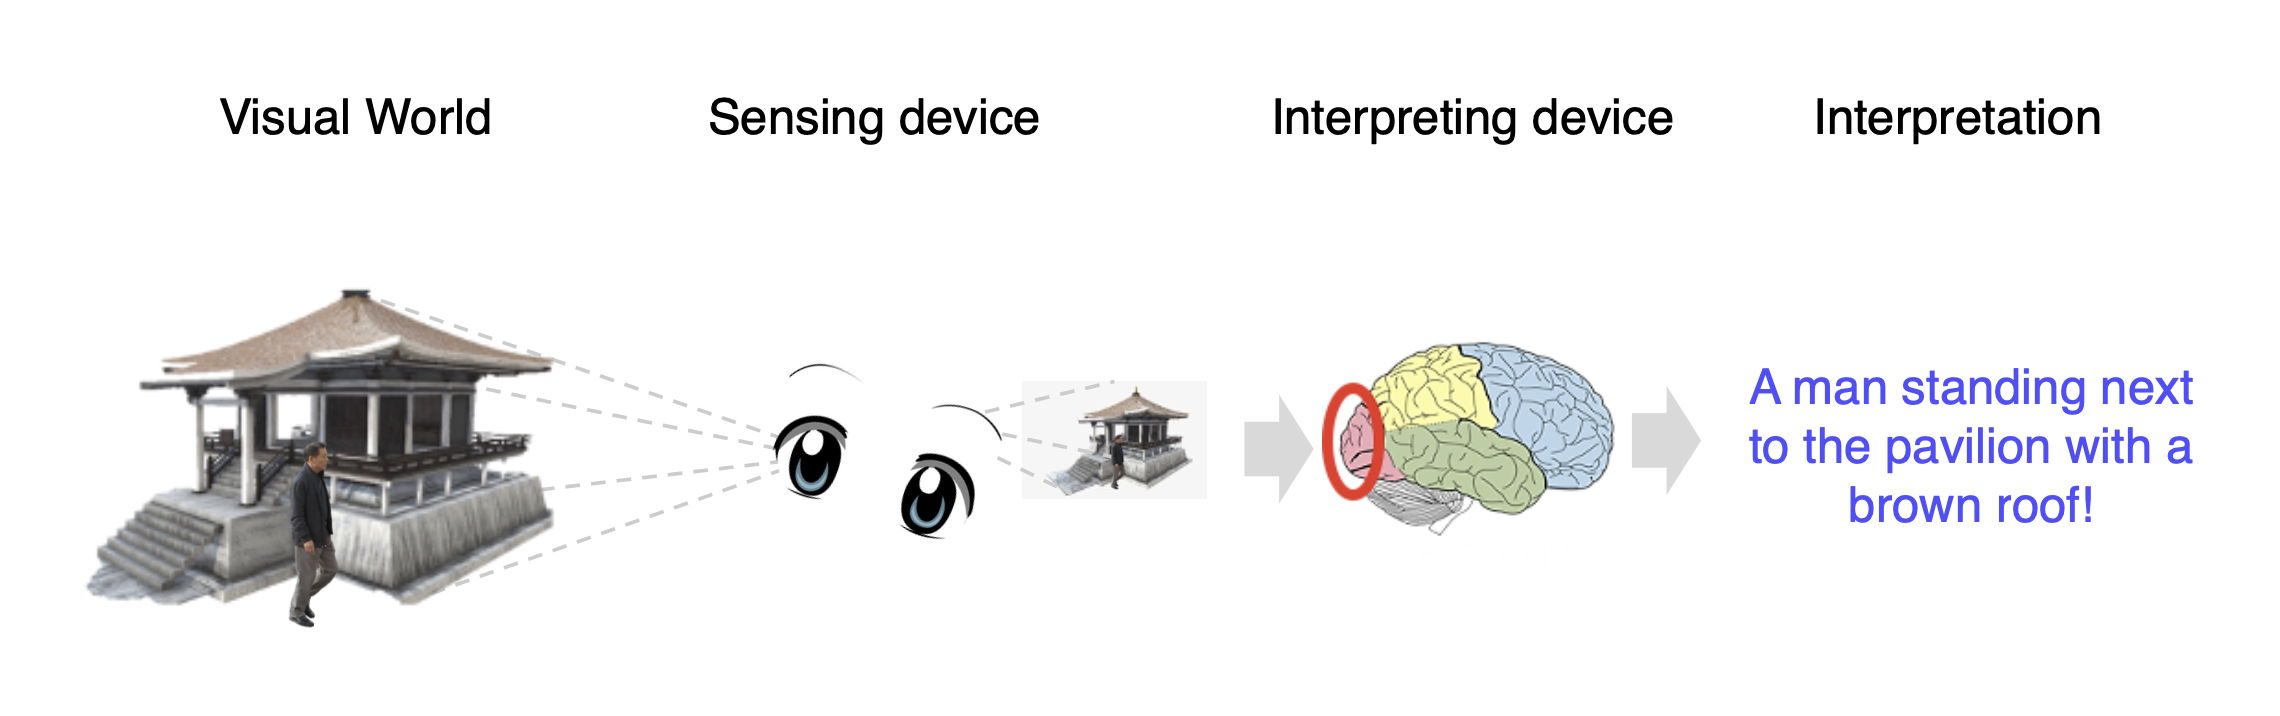 Visual World
Sensing device
Interpreting device
Interpretation
A man standing next
to the pavilion with a
brown roof!